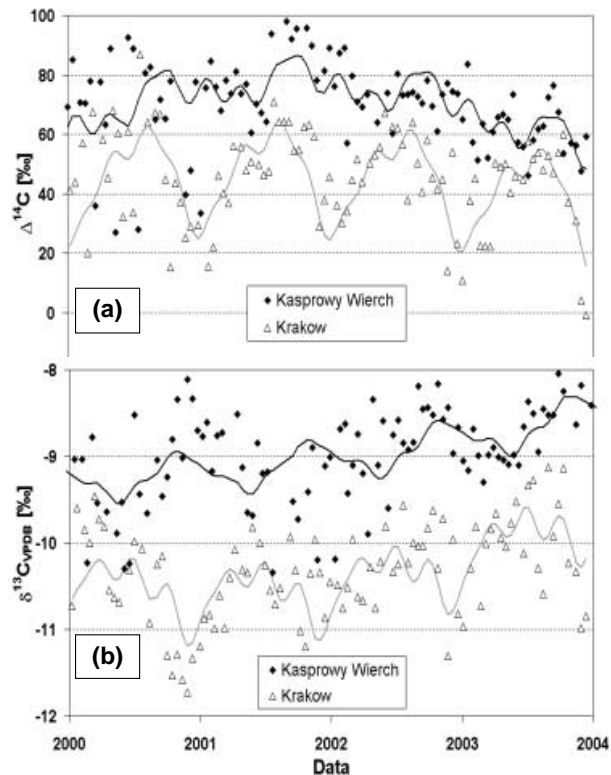 100
80
60
40
20
0
Δ¹⁴C [‰]
(a)
Kasprowy Wierch
Krakow
-8
-9
-10
-11
-12
δ¹³C_VPDB [‰]
(b)
Kasprowy Wierch
Krakow
2000 2001 2002 2003 2004
Data